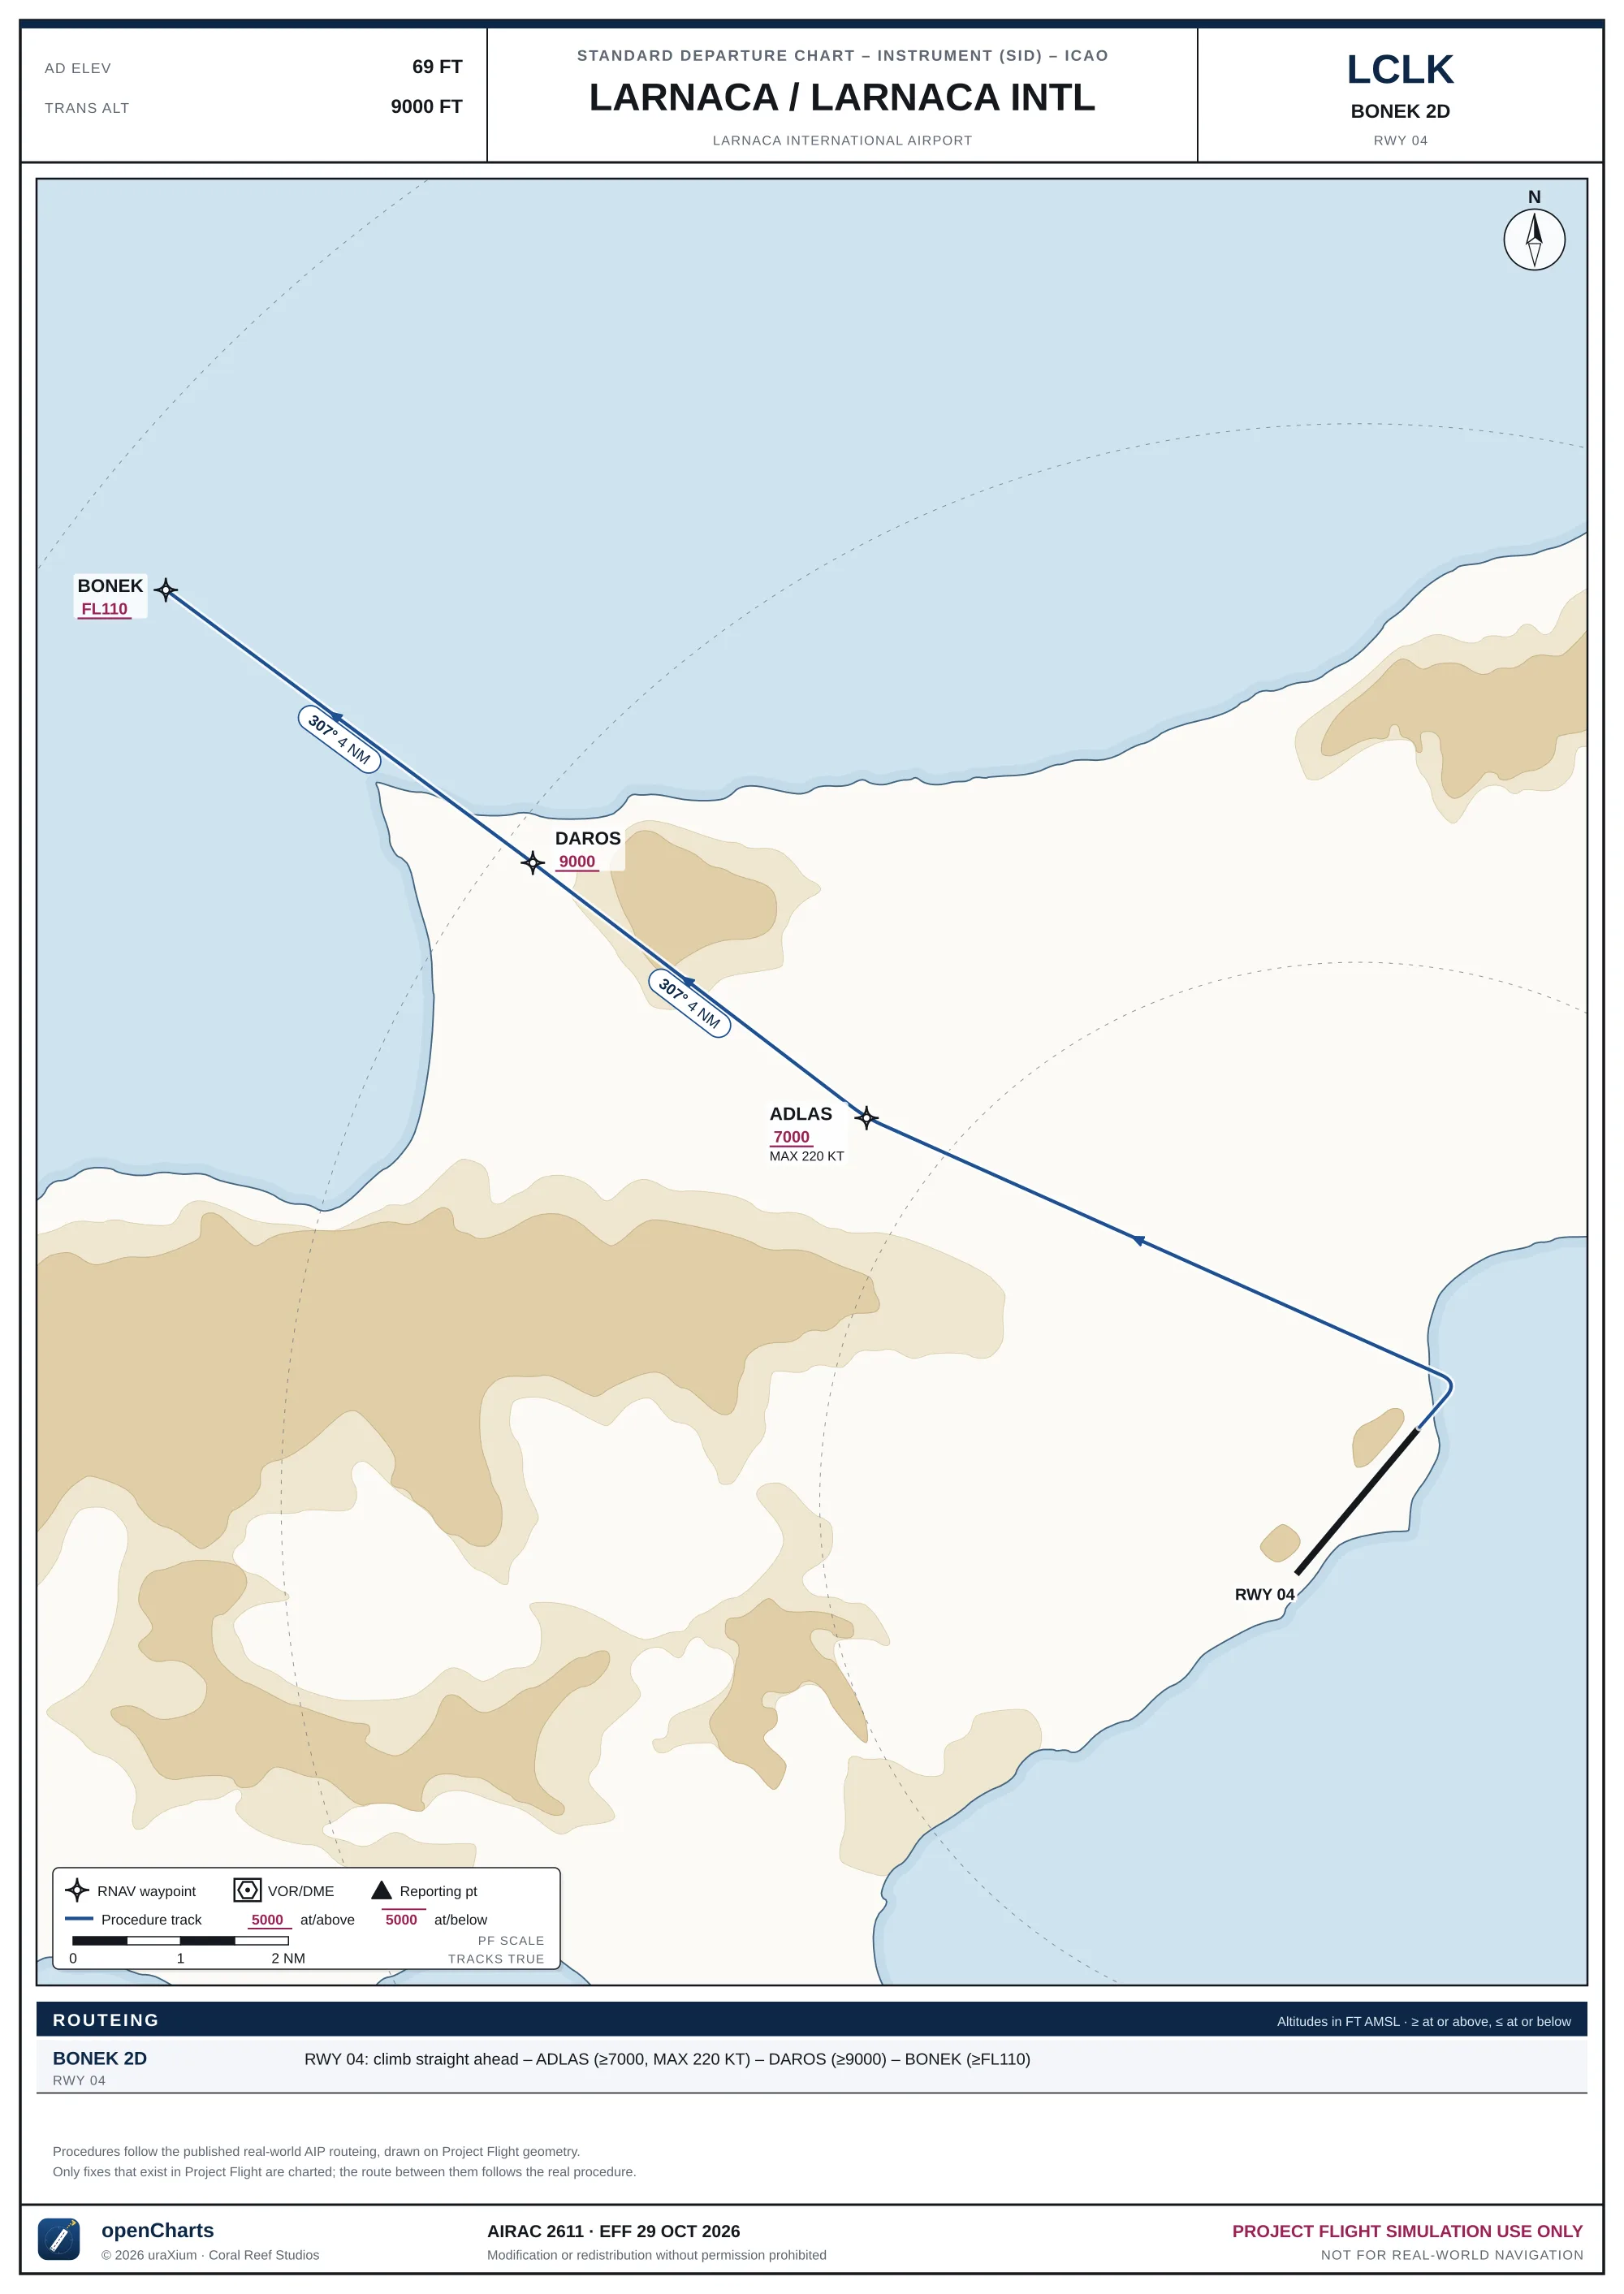 AD ELEV 69 FT
TRANS ALT 9000 FT
STANDARD DEPARTURE CHART – INSTRUMENT (SID) – ICAO
LARNACA / LARNACA INTL
LARNACA INTERNATIONAL AIRPORT
LCLK
BONEK 2D
RWY 04
N
BONEK
FL110
307° 4 NM
DAROS
9000
307° 4 NM
ADLAS
7000
MAX 220 KT
RWY 04
RNAV waypoint VOR/DME Reporting pt
Procedure track 5000 at/above 5000 at/below
PF SCALE
0 1 2 NM TRACKS TRUE
ROUTEING Altitudes in FT AMSL · ≥ at or above, ≤ at or below
BONEK 2D RWY 04: climb straight ahead – ADLAS (≥7000, MAX 220 KT) – DAROS (≥9000) – BONEK (≥FL110)
RWY 04
Procedures follow the published real-world AIP routeing, drawn on Project Flight geometry.
Only fixes that exist in Project Flight are charted; the route between them follows the real procedure.
openCharts AIRAC 2611 · EFF 29 OCT 2026 PROJECT FLIGHT SIMULATION USE ONLY
© 2026 uraXium · Coral Reef Studios Modification or redistribution without permission prohibited NOT FOR REAL-WORLD NAVIGATION